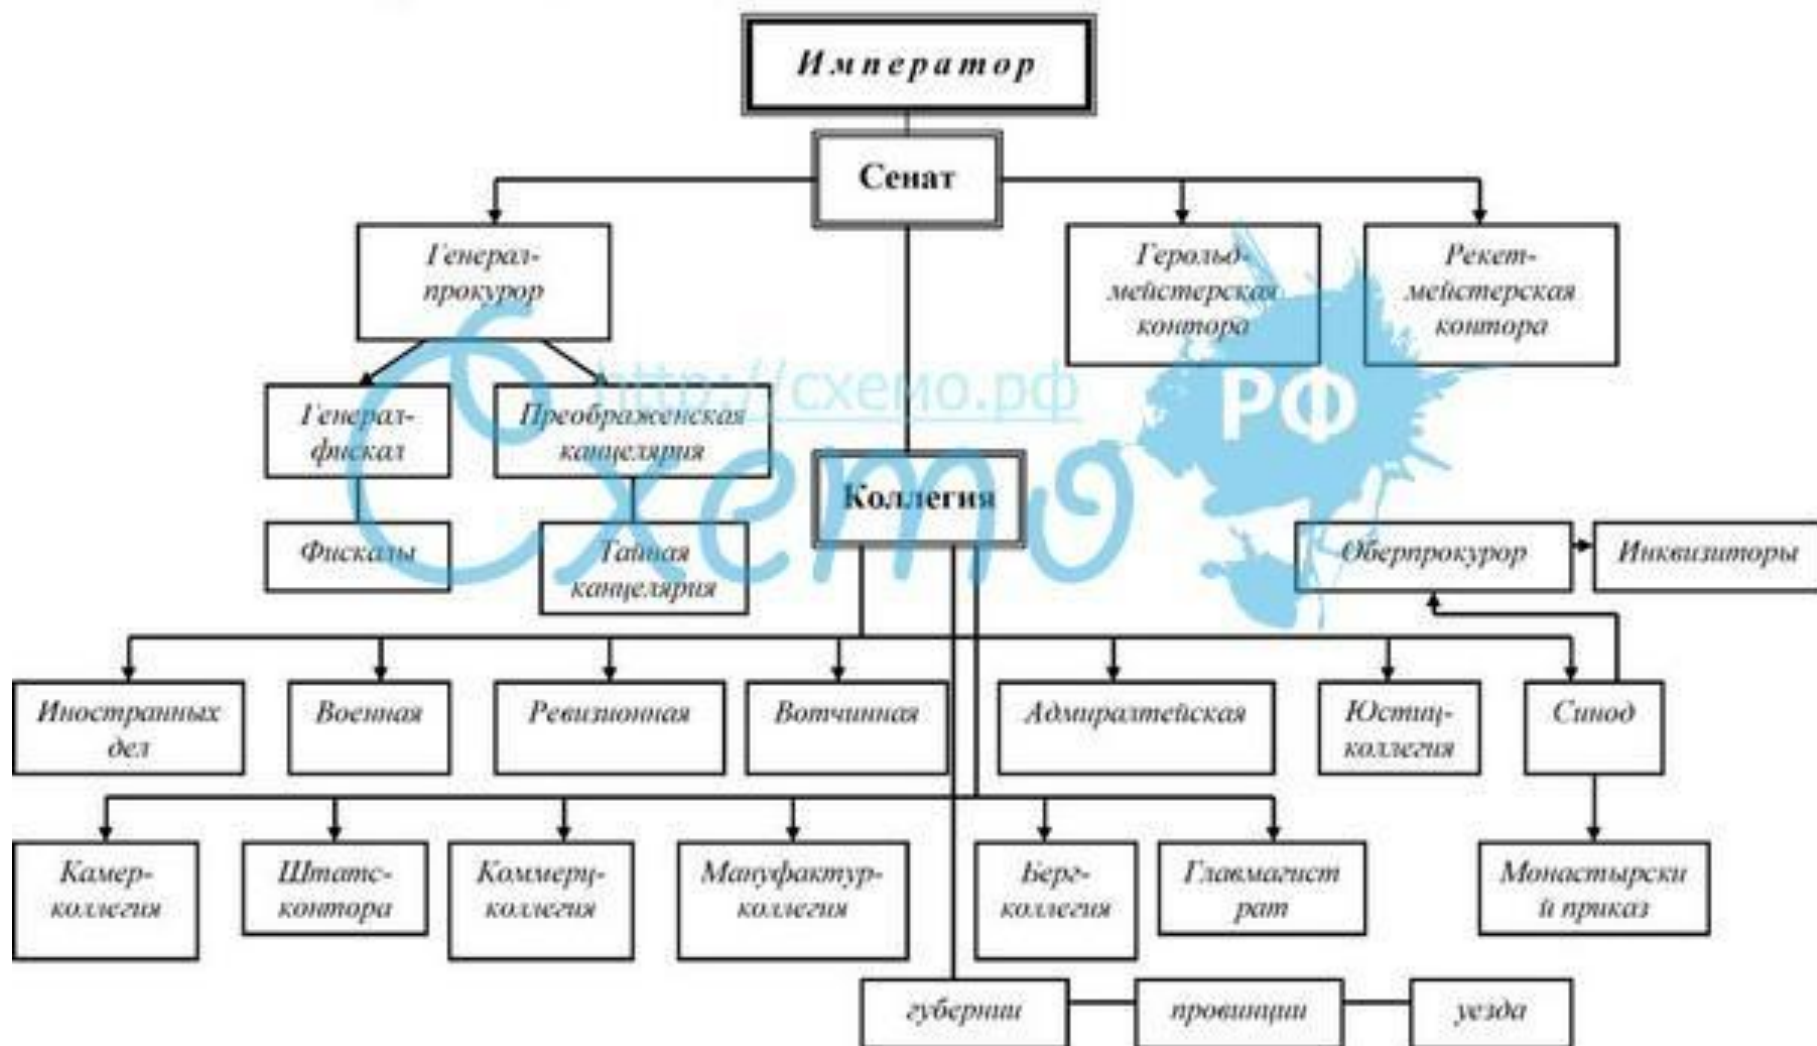 Император
Сенат
Генерал-
прокурор
Герольд-
мейстерская
контора
Рекет-
мейстерская
контора
Генерал-
фискал
Преображенская
канцелярия
http://схемо.рф
РФ
Схемо
Коллегия
Фискалы
Тайная
канцелярия
Оберпрокурор
Инквизиторы
Иностранных
дел
Военная
Ревизионная
Вотчинная
Адмиралтейская
Юстиц-
коллегия
Синод
Камер-
коллегия
Штатс-
контора
Коммерц-
коллегия
Мануфактур-
коллегия
Берг-
коллегия
Главмагист
рат
Монастырски
й приказ
губернии
провинции
уезда